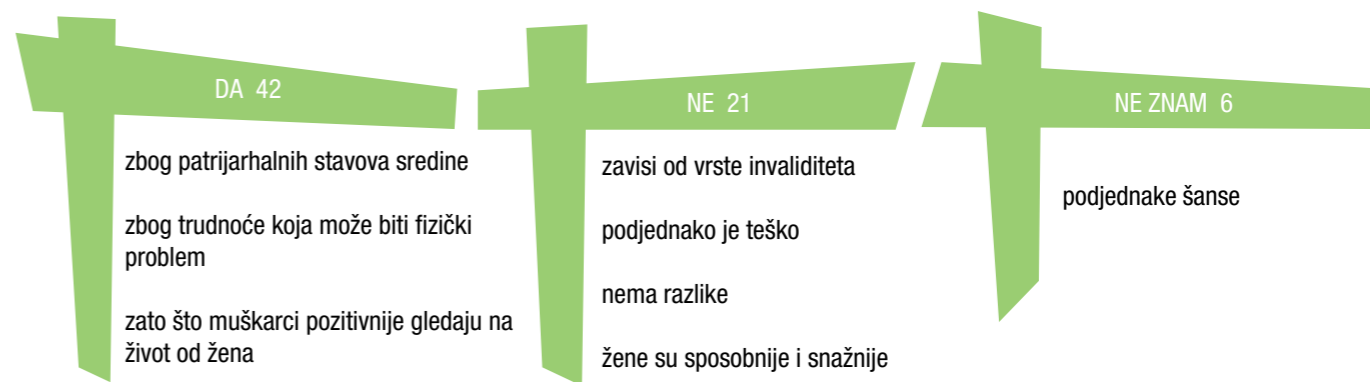 DA 42
zbog patrijarhalnih stavova sredine
zbog trudnoće koja može biti fizički
problem
zato što muškarci pozitivnije gledaju na
život od žena
NE 21
zavisi od vrste invaliditeta
podjednako je teško
nema razlike
žene su sposobnije i snažnije
NE ZNAM 6
podjednake šanse